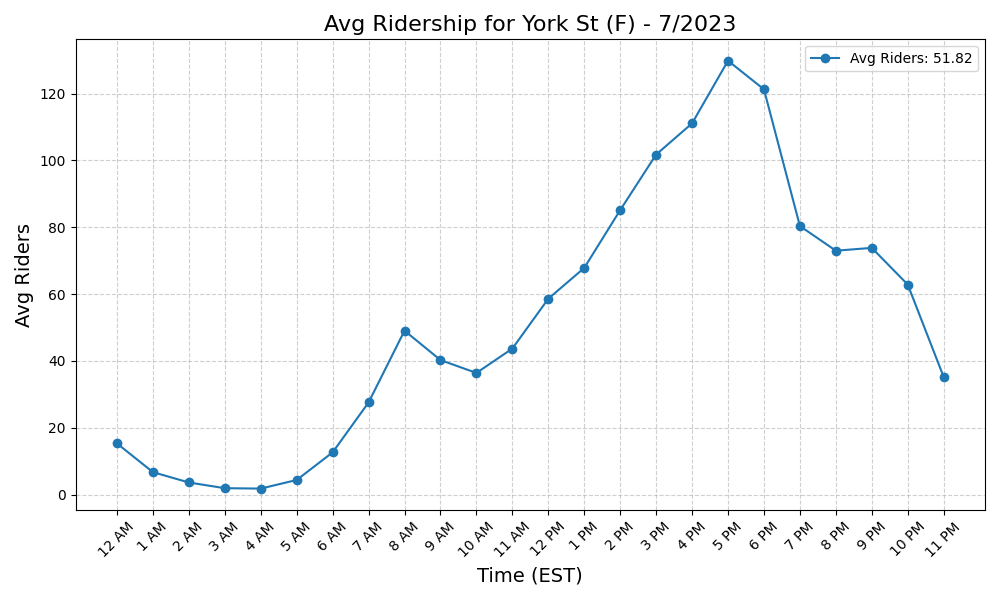 Avg Ridership for York St (F) - 7/2023
Avg Riders: 51.82
Avg Riders
120
100
80
60
40
20
0
12 AM
1 AM
2 AM
3 AM
4 AM
5 AM
6 AM
7 AM
8 AM
9 AM
10 AM
11 AM
12 PM
1 PM
2 PM
3 PM
4 PM
5 PM
6 PM
7 PM
8 PM
9 PM
10 PM
11 PM
Time (EST)